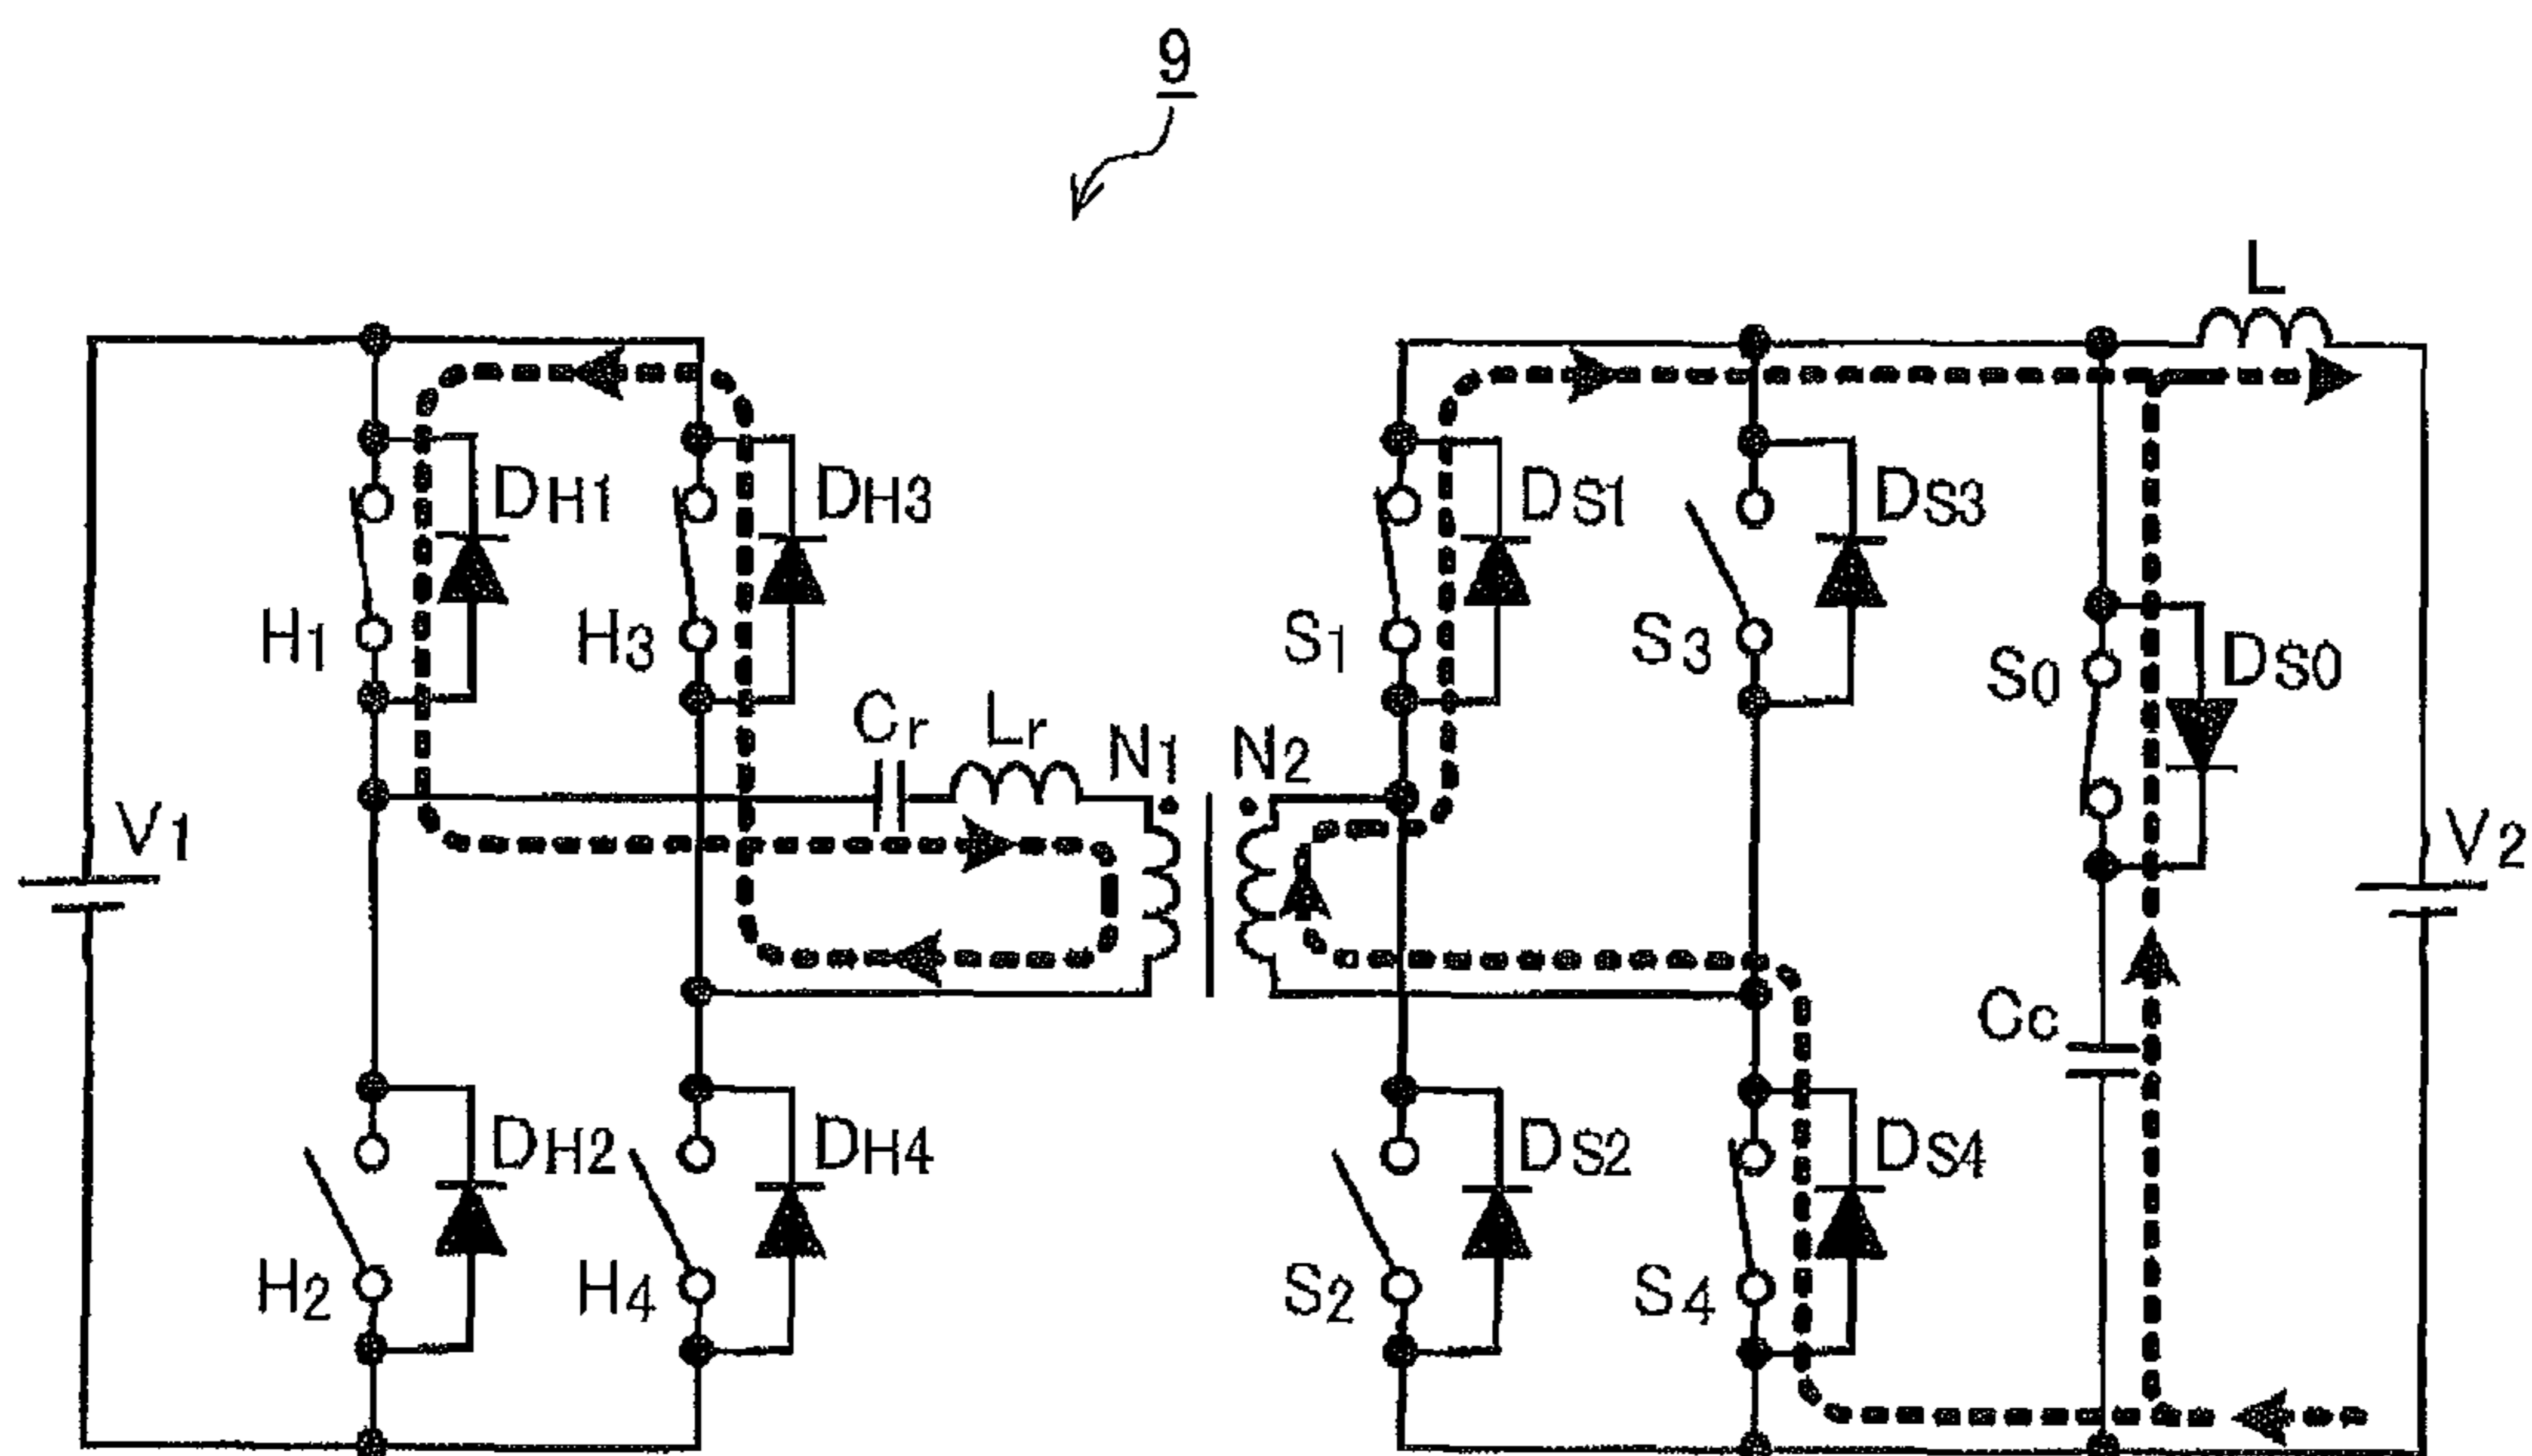 9
L
DH1
DH3
DS1
DS3
H1
H3
S1
S3
S0
DS0
Cr
Lr
N1
N2
V1
V2
Cc
DH2
DH4
DS2
DS4
H2
H4
S2
S4